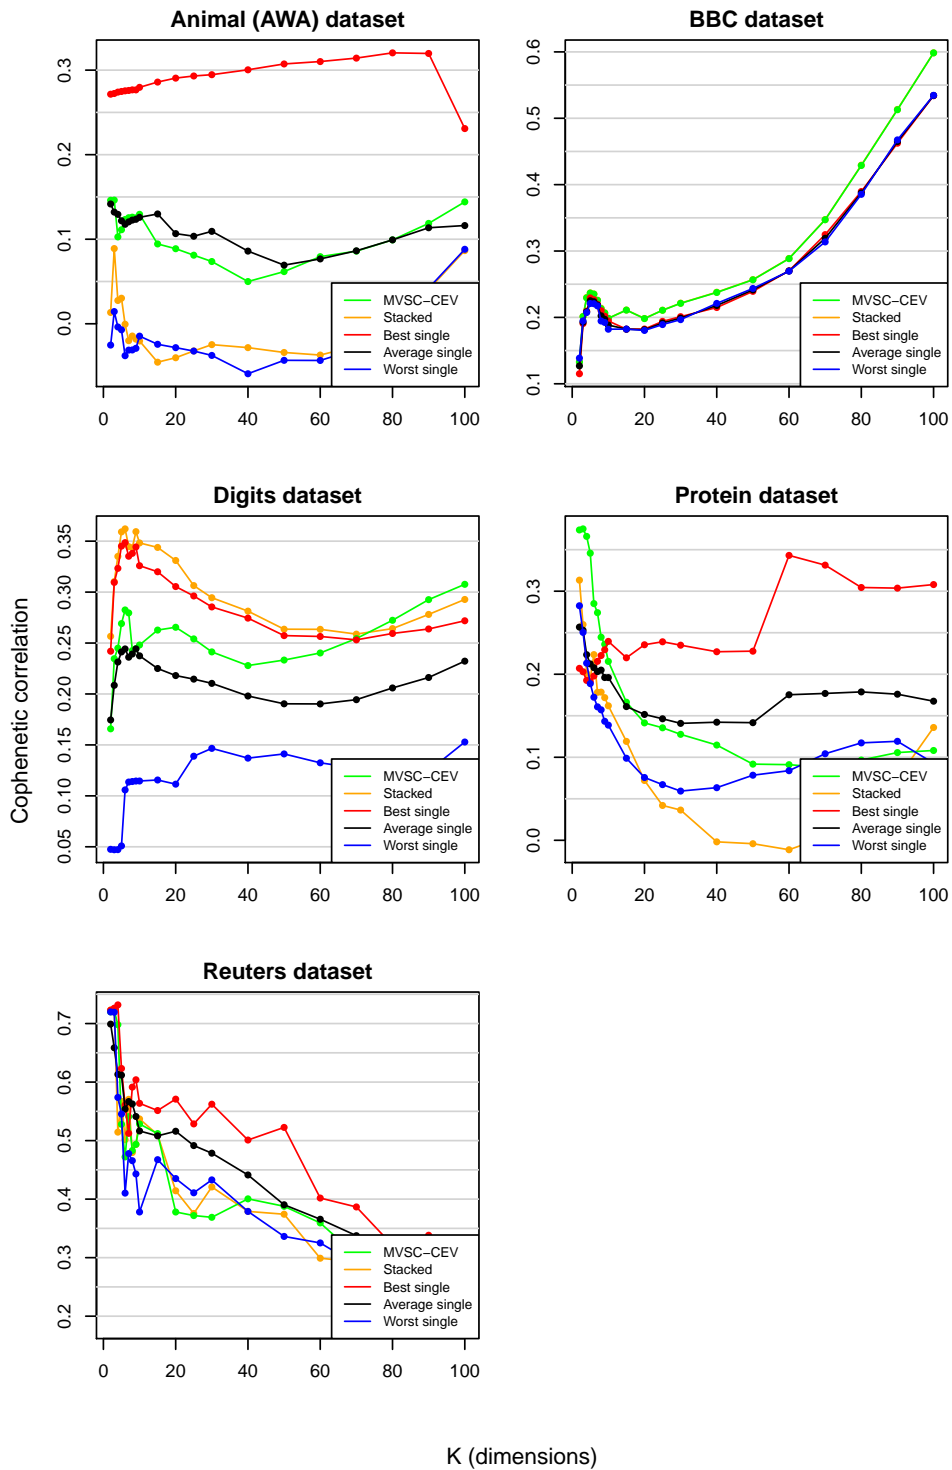 Animal (AWA) dataset
0.3
0.2
0.1
0.0
MVSC−CEV
Stacked
Best single
Average single
Worst single
0 20 40 60 80 100
BBC dataset
0.6
0.5
0.4
0.3
0.2
0.1
MVSC−CEV
Stacked
Best single
Average single
Worst single
0 20 40 60 80 100
Cophenetic correlation
Digits dataset
0.35
0.30
0.25
0.20
0.15
0.10
0.05
MVSC−CEV
Stacked
Best single
Average single
Worst single
0 20 40 60 80 100
Protein dataset
0.3
0.2
0.1
0.0
MVSC−CEV
Stacked
Best single
Average single
Worst single
0 20 40 60 80 100
Reuters dataset
0.7
0.6
0.5
0.4
0.3
0.2
MVSC−CEV
Stacked
Best single
Average single
Worst single
0 20 40 60 80 100
K (dimensions)